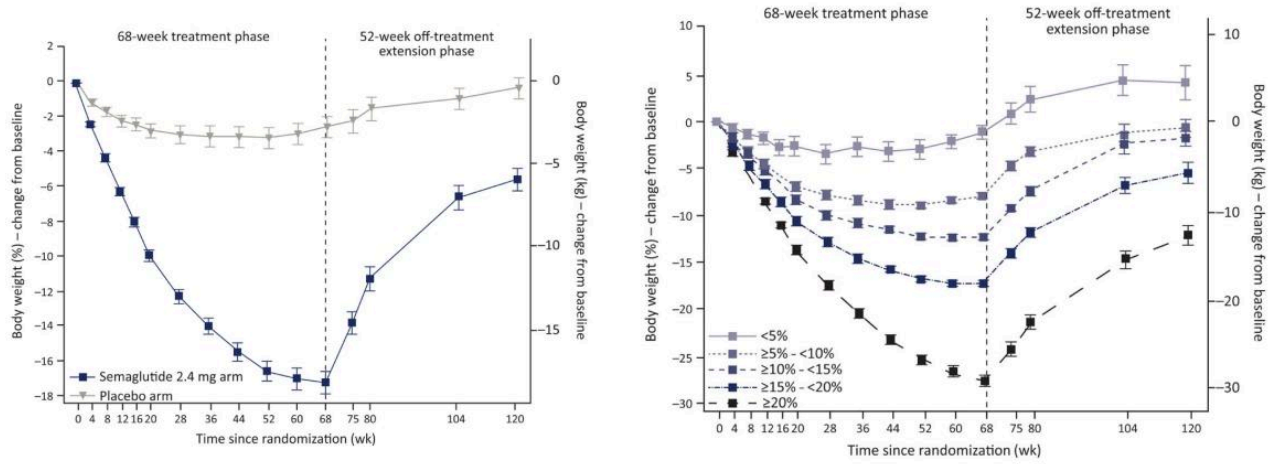 68-week treatment phase
52-week off-treatment
extension phase
Body weight (%) – change from baseline
2
0
−2
−4
−6
−8
−10
−12
−14
−16
−18
0
−5
−10
−15
Body weight (kg) – change from baseline
Semaglutide 2.4 mg arm
Placebo arm
0 4 8 12 16 20 28 36 44 52 60 68 75 80 104 120
Time since randomization (wk)
68-week treatment phase
52-week off-treatment
extension phase
Body weight (%) – change from baseline
10
5
0
−5
−10
−15
−20
−25
−30
10
0
−10
−20
−30
Body weight (kg) – change from baseline
<5%
≥5% - <10%
≥10% - <15%
≥15% - <20%
≥20%
0 4 8 12 16 20 28 36 44 52 60 68 75 80 104 120
Time since randomization (wk)